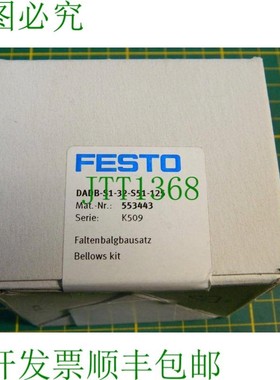 图必究
FESTO
DADB-S1-32-S51-125
JTT1368
Mat.-Nr.: 553443
Serie: K509
Faltenbalgbausatz
Bellows kit
开发票顺丰包邮